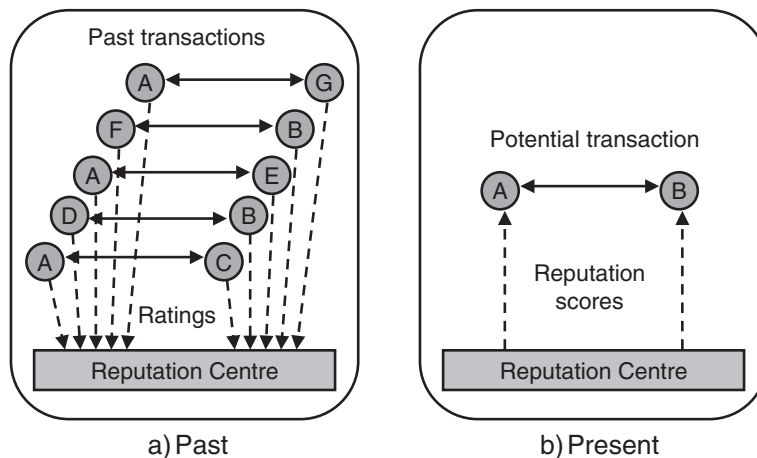 Past transactions
A G
F B
A E
D B
A C
Ratings
Reputation Centre
a) Past
Potential transaction
A B
Reputation
scores
Reputation Centre
b) Present